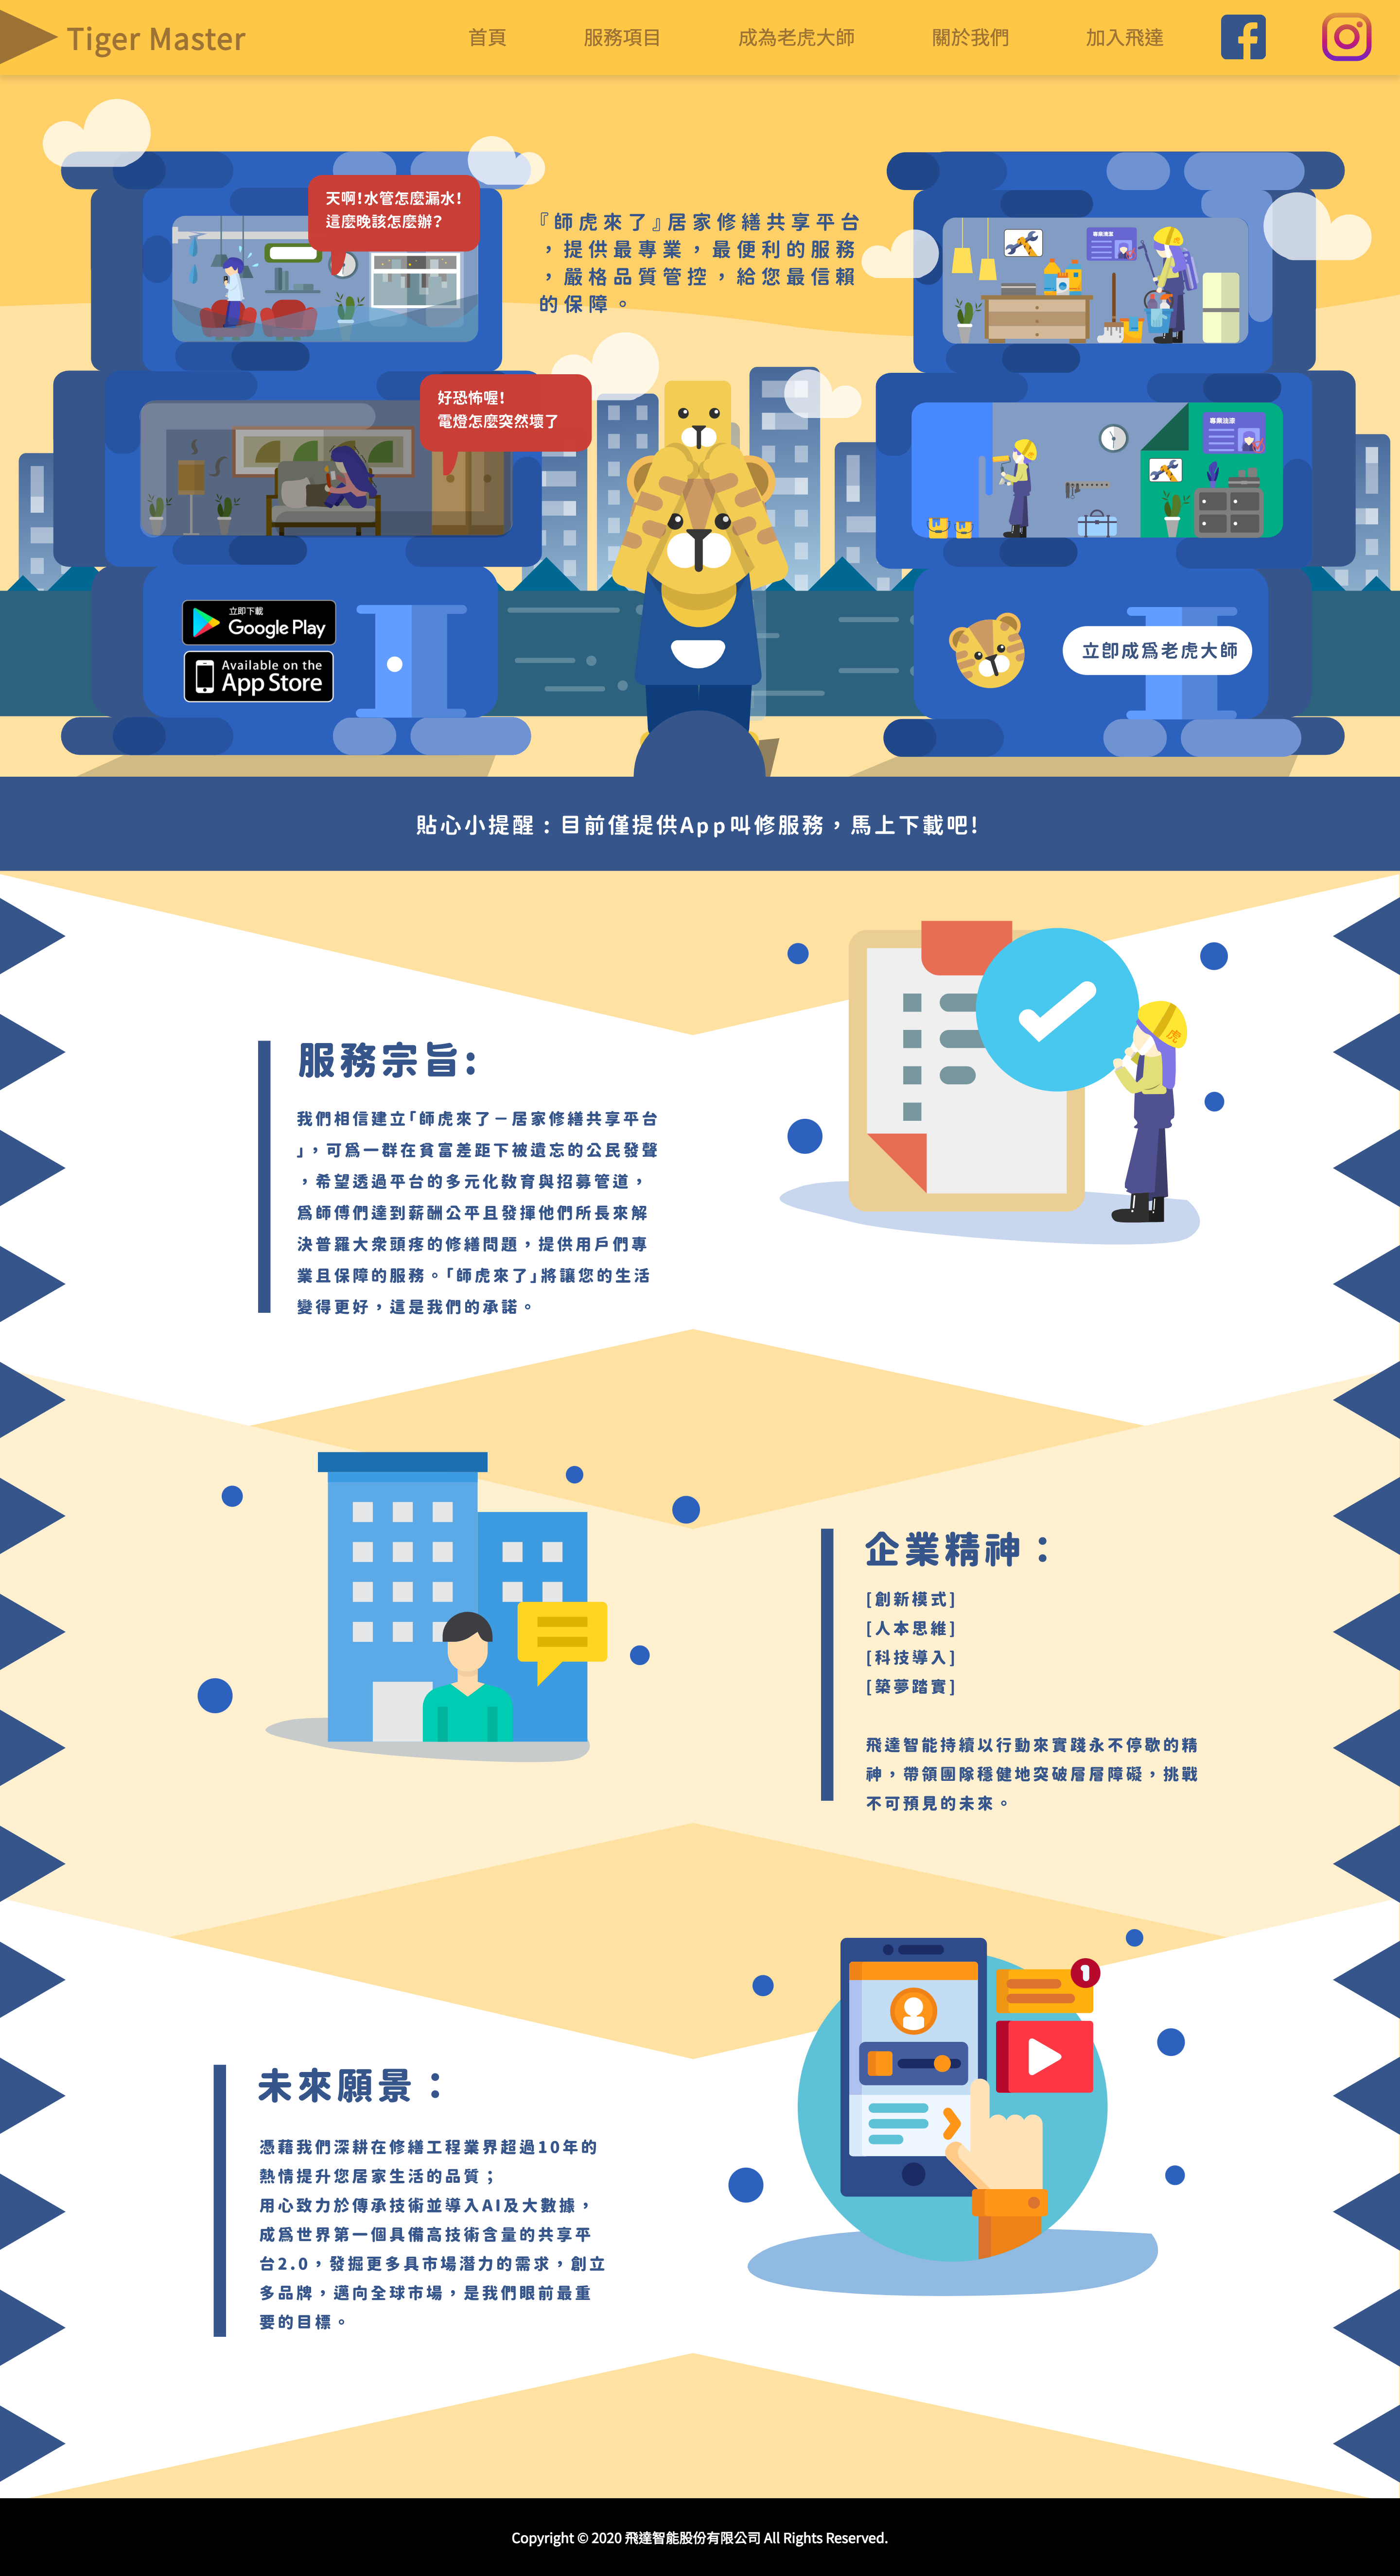 Tiger Master
首頁
服務項目
成為老虎大師
關於我們
加入飛達
天啊!水管怎麼漏水!
這麼晚該怎麼辦?
『師虎來了』居家修繕共享平台
，提供最專業，最便利的服務
，嚴格品質管控，給您最信賴
的保障。
專業清潔
好恐怖喔!
電燈怎麼突然壞了
專業油漆
立即下載
Google Play
Available on the
App Store
立即成為老虎大師
貼心小提醒：目前僅提供App叫修服務，馬上下載吧!
服務宗旨:
我們相信建立「師虎來了－居家修繕共享平台
」，可為一群在貧富差距下被遺忘的公民發聲
，希望透過平台的多元化教育與招募管道，
為師傅們達到薪酬公平且發揮他們所長來解
決普羅大眾頭疼的修繕問題，提供用戶們專
業且保障的服務。「師虎來了」將讓您的生活
變得更好，這是我們的承諾。
虎
企業精神：
[創新模式]
[人本思維]
[科技導入]
[築夢踏實]
飛達智能持續以行動來實踐永不停歇的精
神，帶領團隊穩健地突破層層障礙，挑戰
不可預見的未來。
1
未來願景：
憑藉我們深耕在修繕工程業界超過10年的
熱情提升您居家生活的品質；
用心致力於傳承技術並導入AI及大數據，
成為世界第一個具備高技術含量的共享平
台2.0，發掘更多具市場潛力的需求，創立
多品牌，邁向全球市場，是我們眼前最重
要的目標。
Copyright © 2020 飛達智能股份有限公司 All Rights Reserved.